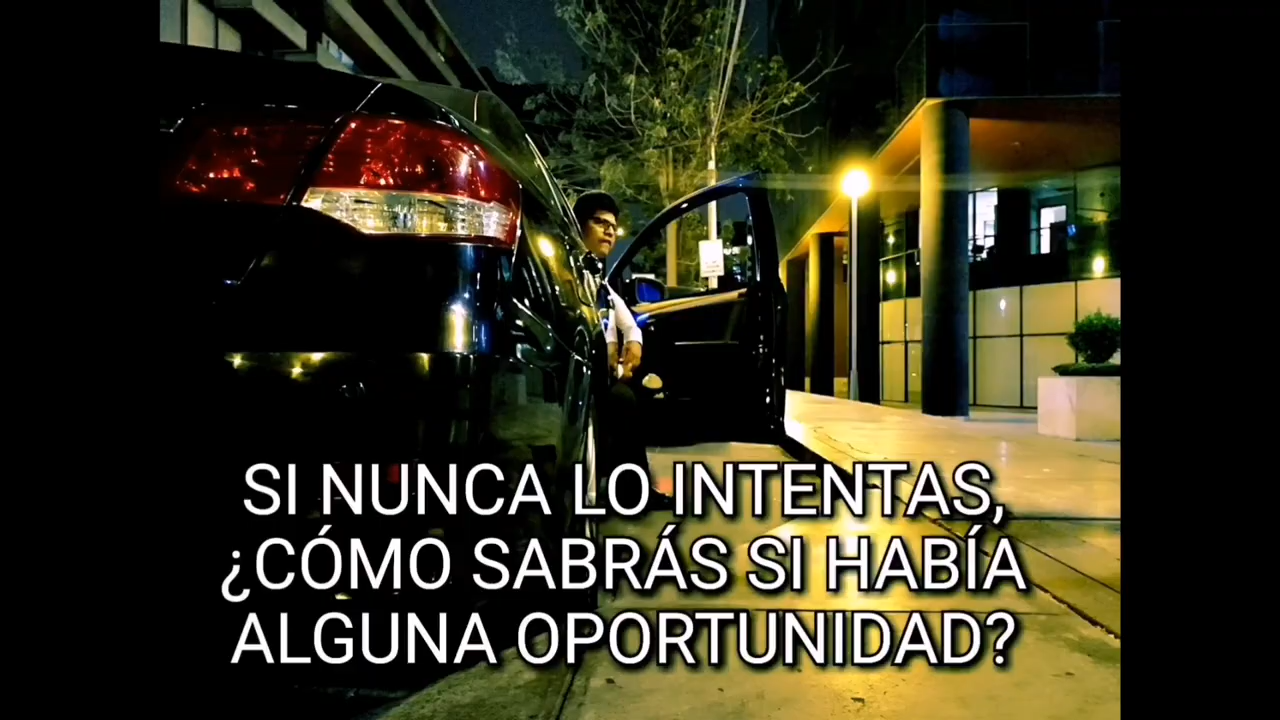 SI NUNCA LO INTENTAS,
¿CÓMO SABRÁS SI HABÍA
ALGUNA OPORTUNIDAD?